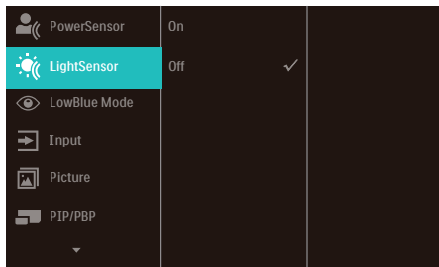 PowerSensor
On
LightSensor
Off
LowBlue Mode
Input
Picture
PIP/PBP